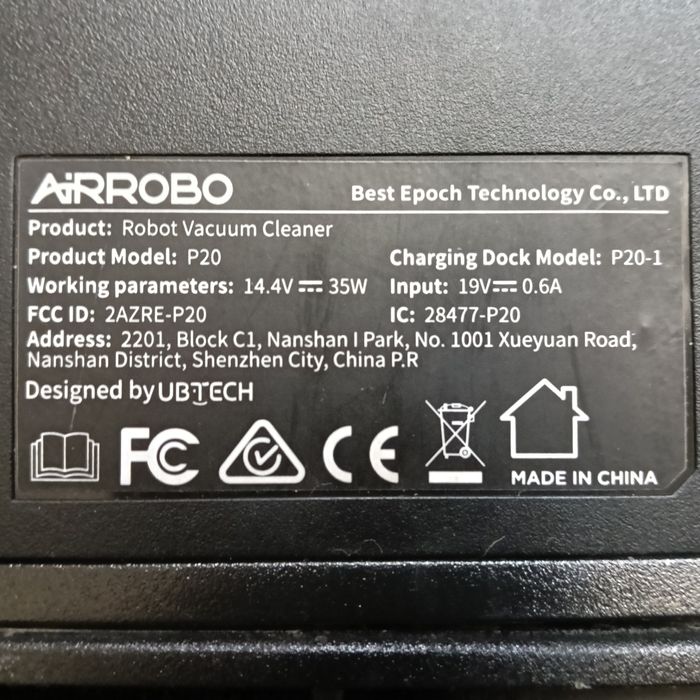 AiRROBO
Best Epoch Technology Co., LTD
Product: Robot Vacuum Cleaner
Product Model: P20
Charging Dock Model: P20-1
Working parameters: 14.4V⎓35W
Input: 19V⎓0.6A
FCC ID: 2AZRE-P20
IC: 28477-P20
Address: 2201, Block C1, Nanshan I Park, No. 1001 Xueyuan Road,
Nanshan District, Shenzhen City, China P.R
Designed by UBTECH
FC CE
MADE IN CHINA